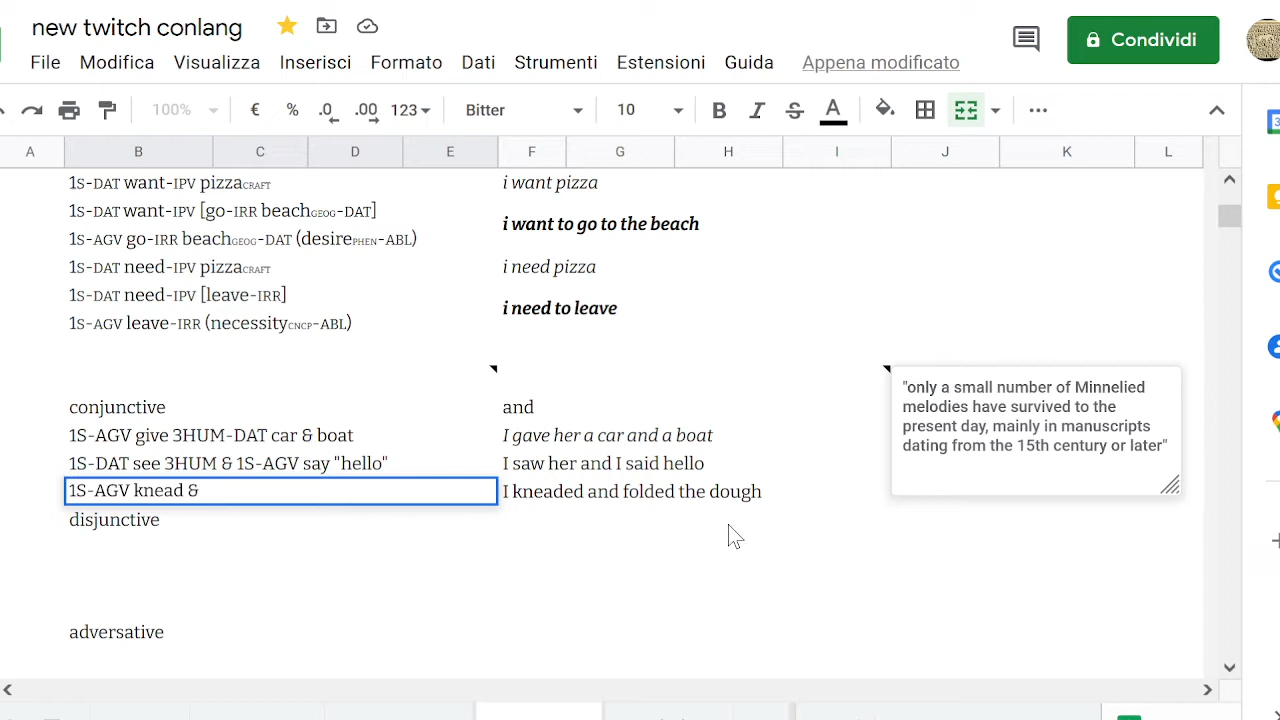 new twitch conlang
Condividi
File Modifica Visualizza Inserisci Formato Dati Strumenti Estensioni Guida Appena modificato
100% € % .0 .00 123 Bitter 10 B I S A
A B C D E F G H I J K L
1S-DAT want-IPV pizzaCRAFT i want pizza
1S-DAT want-IPV [go-IRR beachGEOG-DAT]
i want to go to the beach
1S-AGV go-IRR beachGEOG-DAT (desirePHEN-ABL)
1S-DAT need-IPV pizzaCRAFT i need pizza
1S-DAT need-IPV [leave-IRR]
i need to leave
1S-AGV leave-IRR (necessityCNCP-ABL)
conjunctive and
1S-AGV give 3HUM-DAT car & boat I gave her a car and a boat
1S-DAT see 3HUM & 1S-AGV say "hello" I saw her and I said hello
1S-AGV knead & I kneaded and folded the dough
disjunctive
adversative
"only a small number of Minnelied
melodies have survived to the
present day, mainly in manuscripts
dating from the 15th century or later"